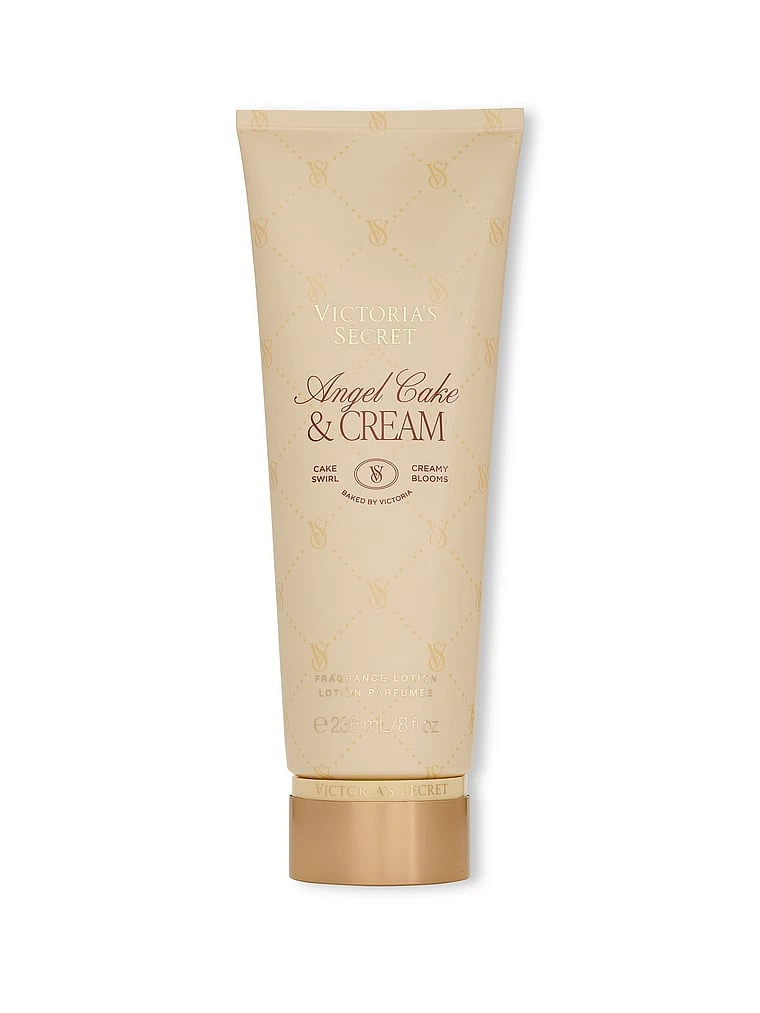 VICTORIA'S
SECRET
Angel Cake
& CREAM
CAKE
SWIRL
VS
CREAMY
BLOOMS
BAKED BY VICTORIA
FRAGRANCE LOTION
LOTION PARFUMÉE
℮ 236 mL/8 fl oz
VICTORIA'S SECRET